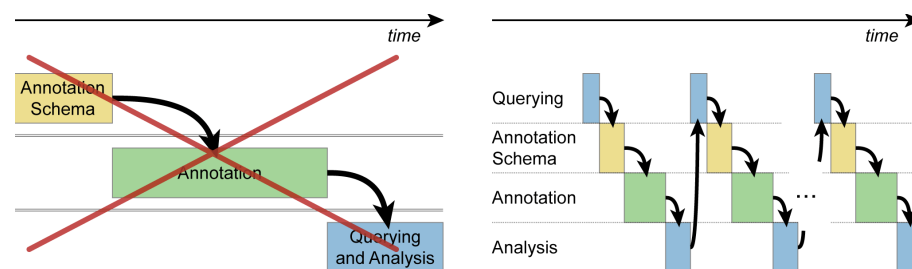 time
Annotation
Schema
Annotation
Querying
and Analysis
time
Querying
Annotation
Schema
Annotation
...
Analysis